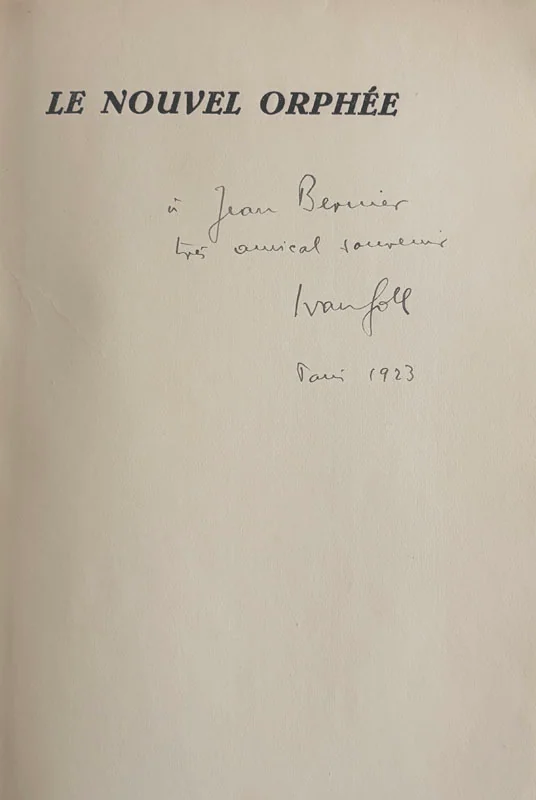 LE NOUVEL ORPHÉE
à Jean Bernier
très amical souvenir
Ivan Goll
Paris 1923